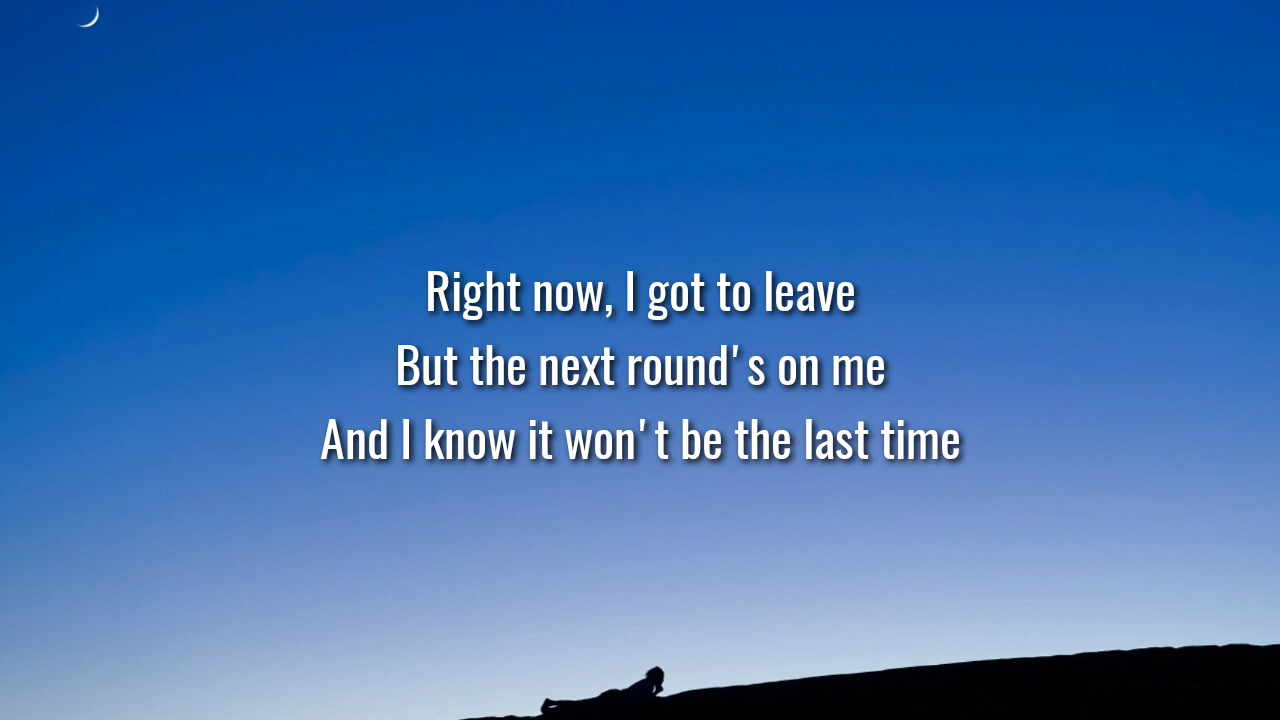 Right now, I got to leave
But the next round's on me
And I know it won't be the last time